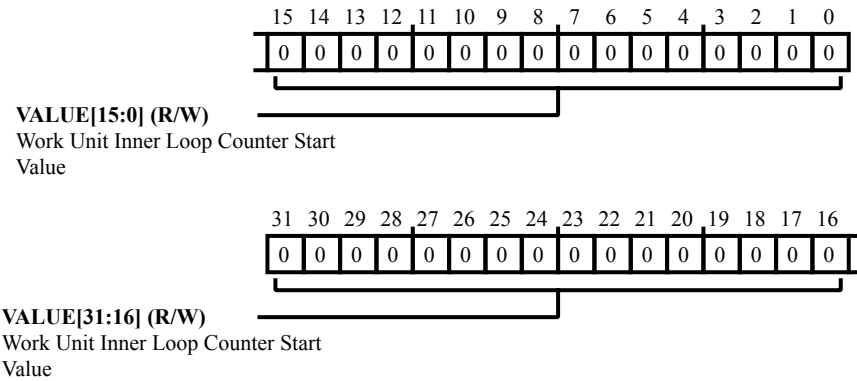 15 14 13 12 11 10 9 8 7 6 5 4 3 2 1 0
0 0 0 0 0 0 0 0 0 0 0 0 0 0 0 0
VALUE[15:0] (R/W)
Work Unit Inner Loop Counter Start
Value
31 30 29 28 27 26 25 24 23 22 21 20 19 18 17 16
0 0 0 0 0 0 0 0 0 0 0 0 0 0 0 0
VALUE[31:16] (R/W)
Work Unit Inner Loop Counter Start
Value